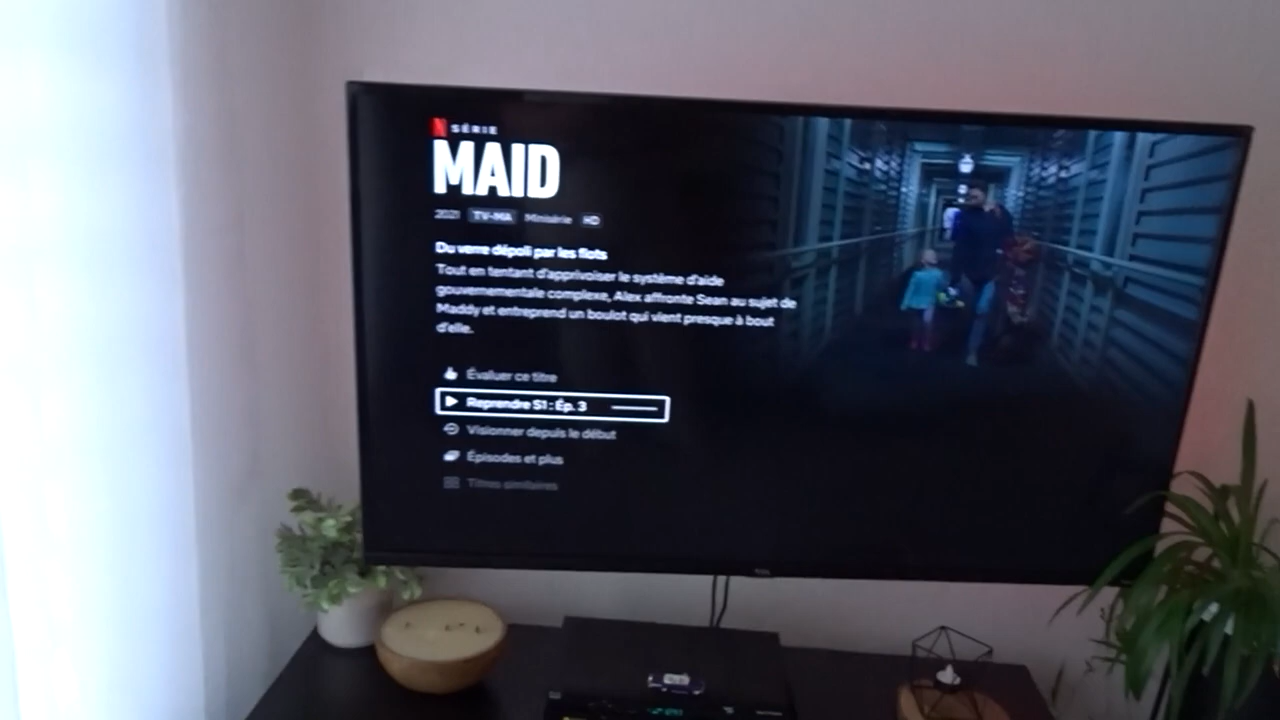 N SÉRIE
MAID
2021 TV-MA Minisérie HD
Du verre dépoli par les flots
Tout en tentant d'apprivoiser le système d'aide
gouvernementale complexe, Alex affronte Sean au sujet de
Maddy et entreprend un boulot qui vient presque à bout
d'elle.
Évaluer ce titre
Reprendre S1 : Ép. 3
Visionner depuis le début
Épisodes et plus
Titres similaires